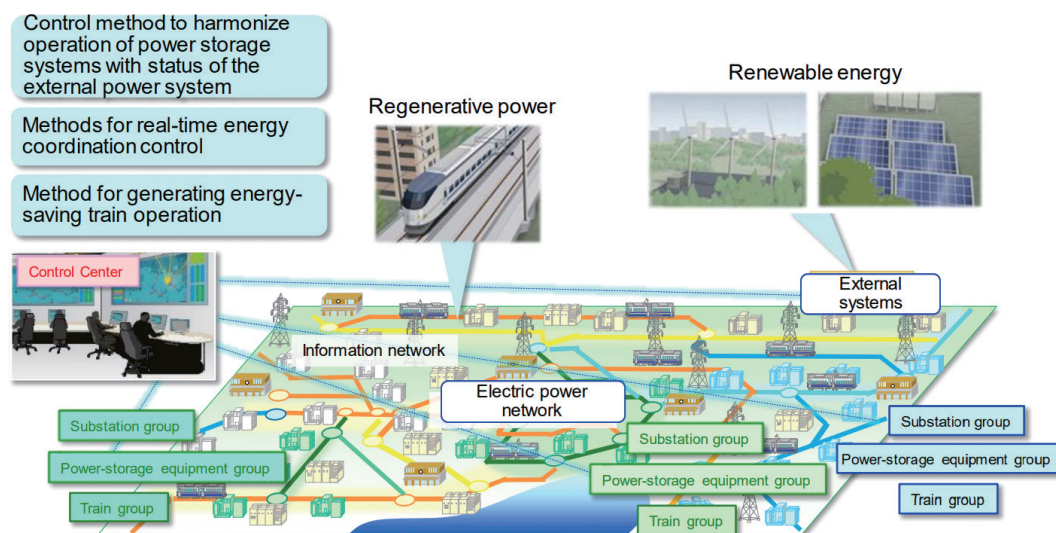 Control method to harmonize
operation of power storage
systems with status of the
external power system
Methods for real-time energy
coordination control
Method for generating energy-
saving train operation
Regenerative power
Renewable energy
Control Center
External
systems
Information network
Electric power
network
Substation group
Power-storage equipment group
Train group
Substation group
Power-storage equipment group
Train group
Substation group
Power-storage equipment group
Train group